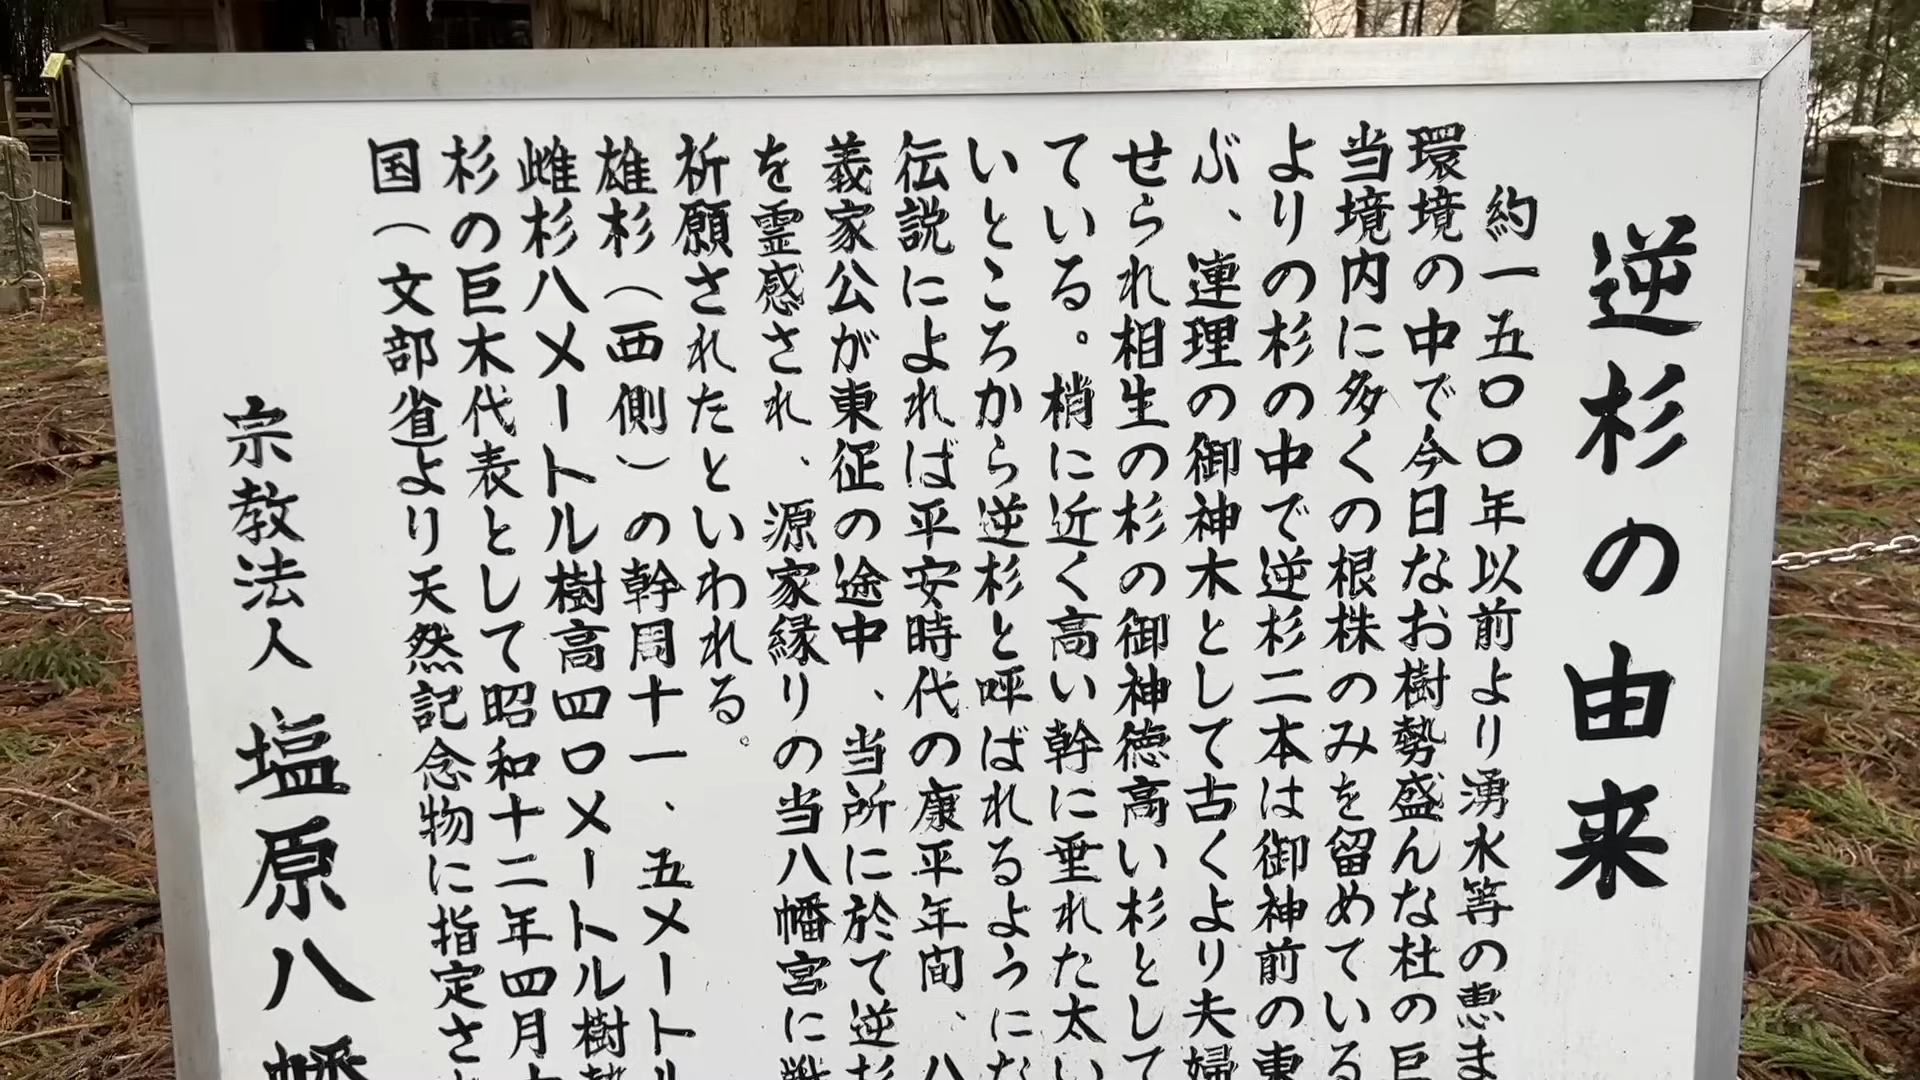 逆杉の由来
約一五〇〇年以前より湧水等の恵ま
環境の中で今日なお樹勢盛んな杜の巨
当境内に多くの根株のみを留めている
よりの杉の中で逆杉二本は御神前の東
ぶ、連理の御神木として古くより夫婦
せられ相生の杉の御神徳高い杉として
ている。梢に近く高い幹に垂れた太い
いところから逆杉と呼ばれるようにな
伝説によれば平安時代の康平年間、八
義家公が東征の途中、当所に於て逆杉
を霊感され、源家縁りの当八幡宮に戦
祈願されたといわれる。
雄杉(西側)の幹周十一、五メートル
雌杉八メートル樹高四〇メートル樹勢
杉の巨木代表として昭和十二年四月十
国(文部省)より天然記念物に指定さ
宗教法人 塩原八幡